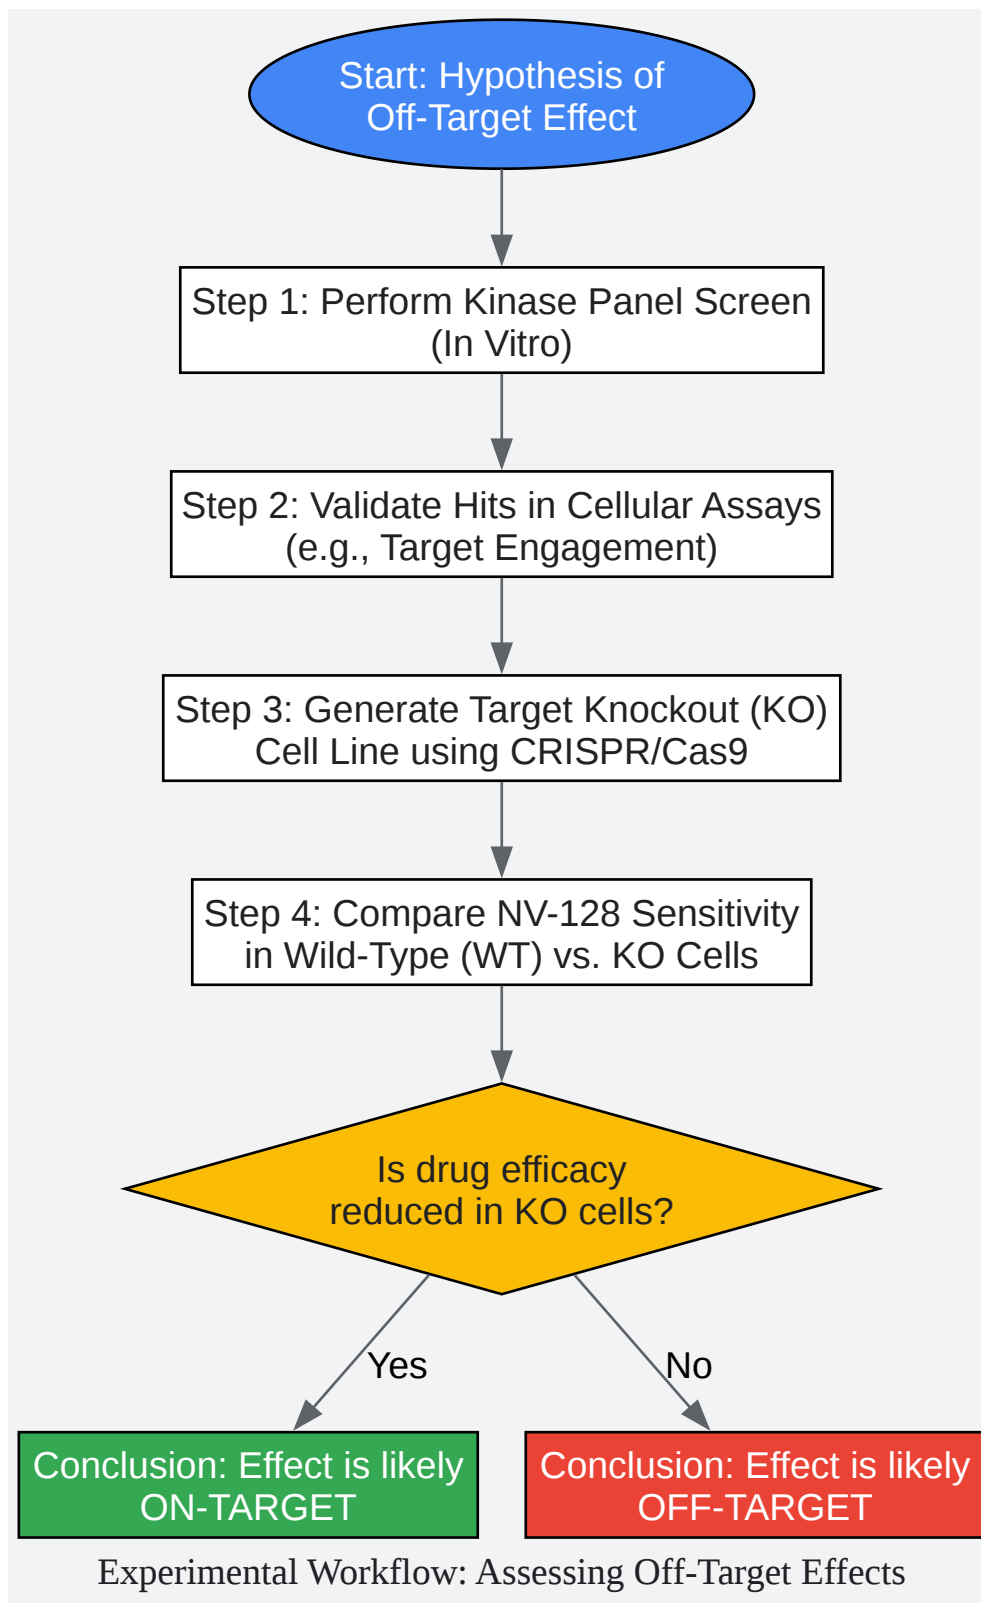 Start: Hypothesis of
Off-Target Effect
Step 1: Perform Kinase Panel Screen
(In Vitro)
Step 2: Validate Hits in Cellular Assays
(e.g., Target Engagement)
Step 3: Generate Target Knockout (KO)
Cell Line using CRISPR/Cas9
Step 4: Compare NV-128 Sensitivity
in Wild-Type (WT) vs. KO Cells
Is drug efficacy
reduced in KO cells?
Yes
No
Conclusion: Effect is likely
ON-TARGET
Conclusion: Effect is likely
OFF-TARGET
Experimental Workflow: Assessing Off-Target Effects